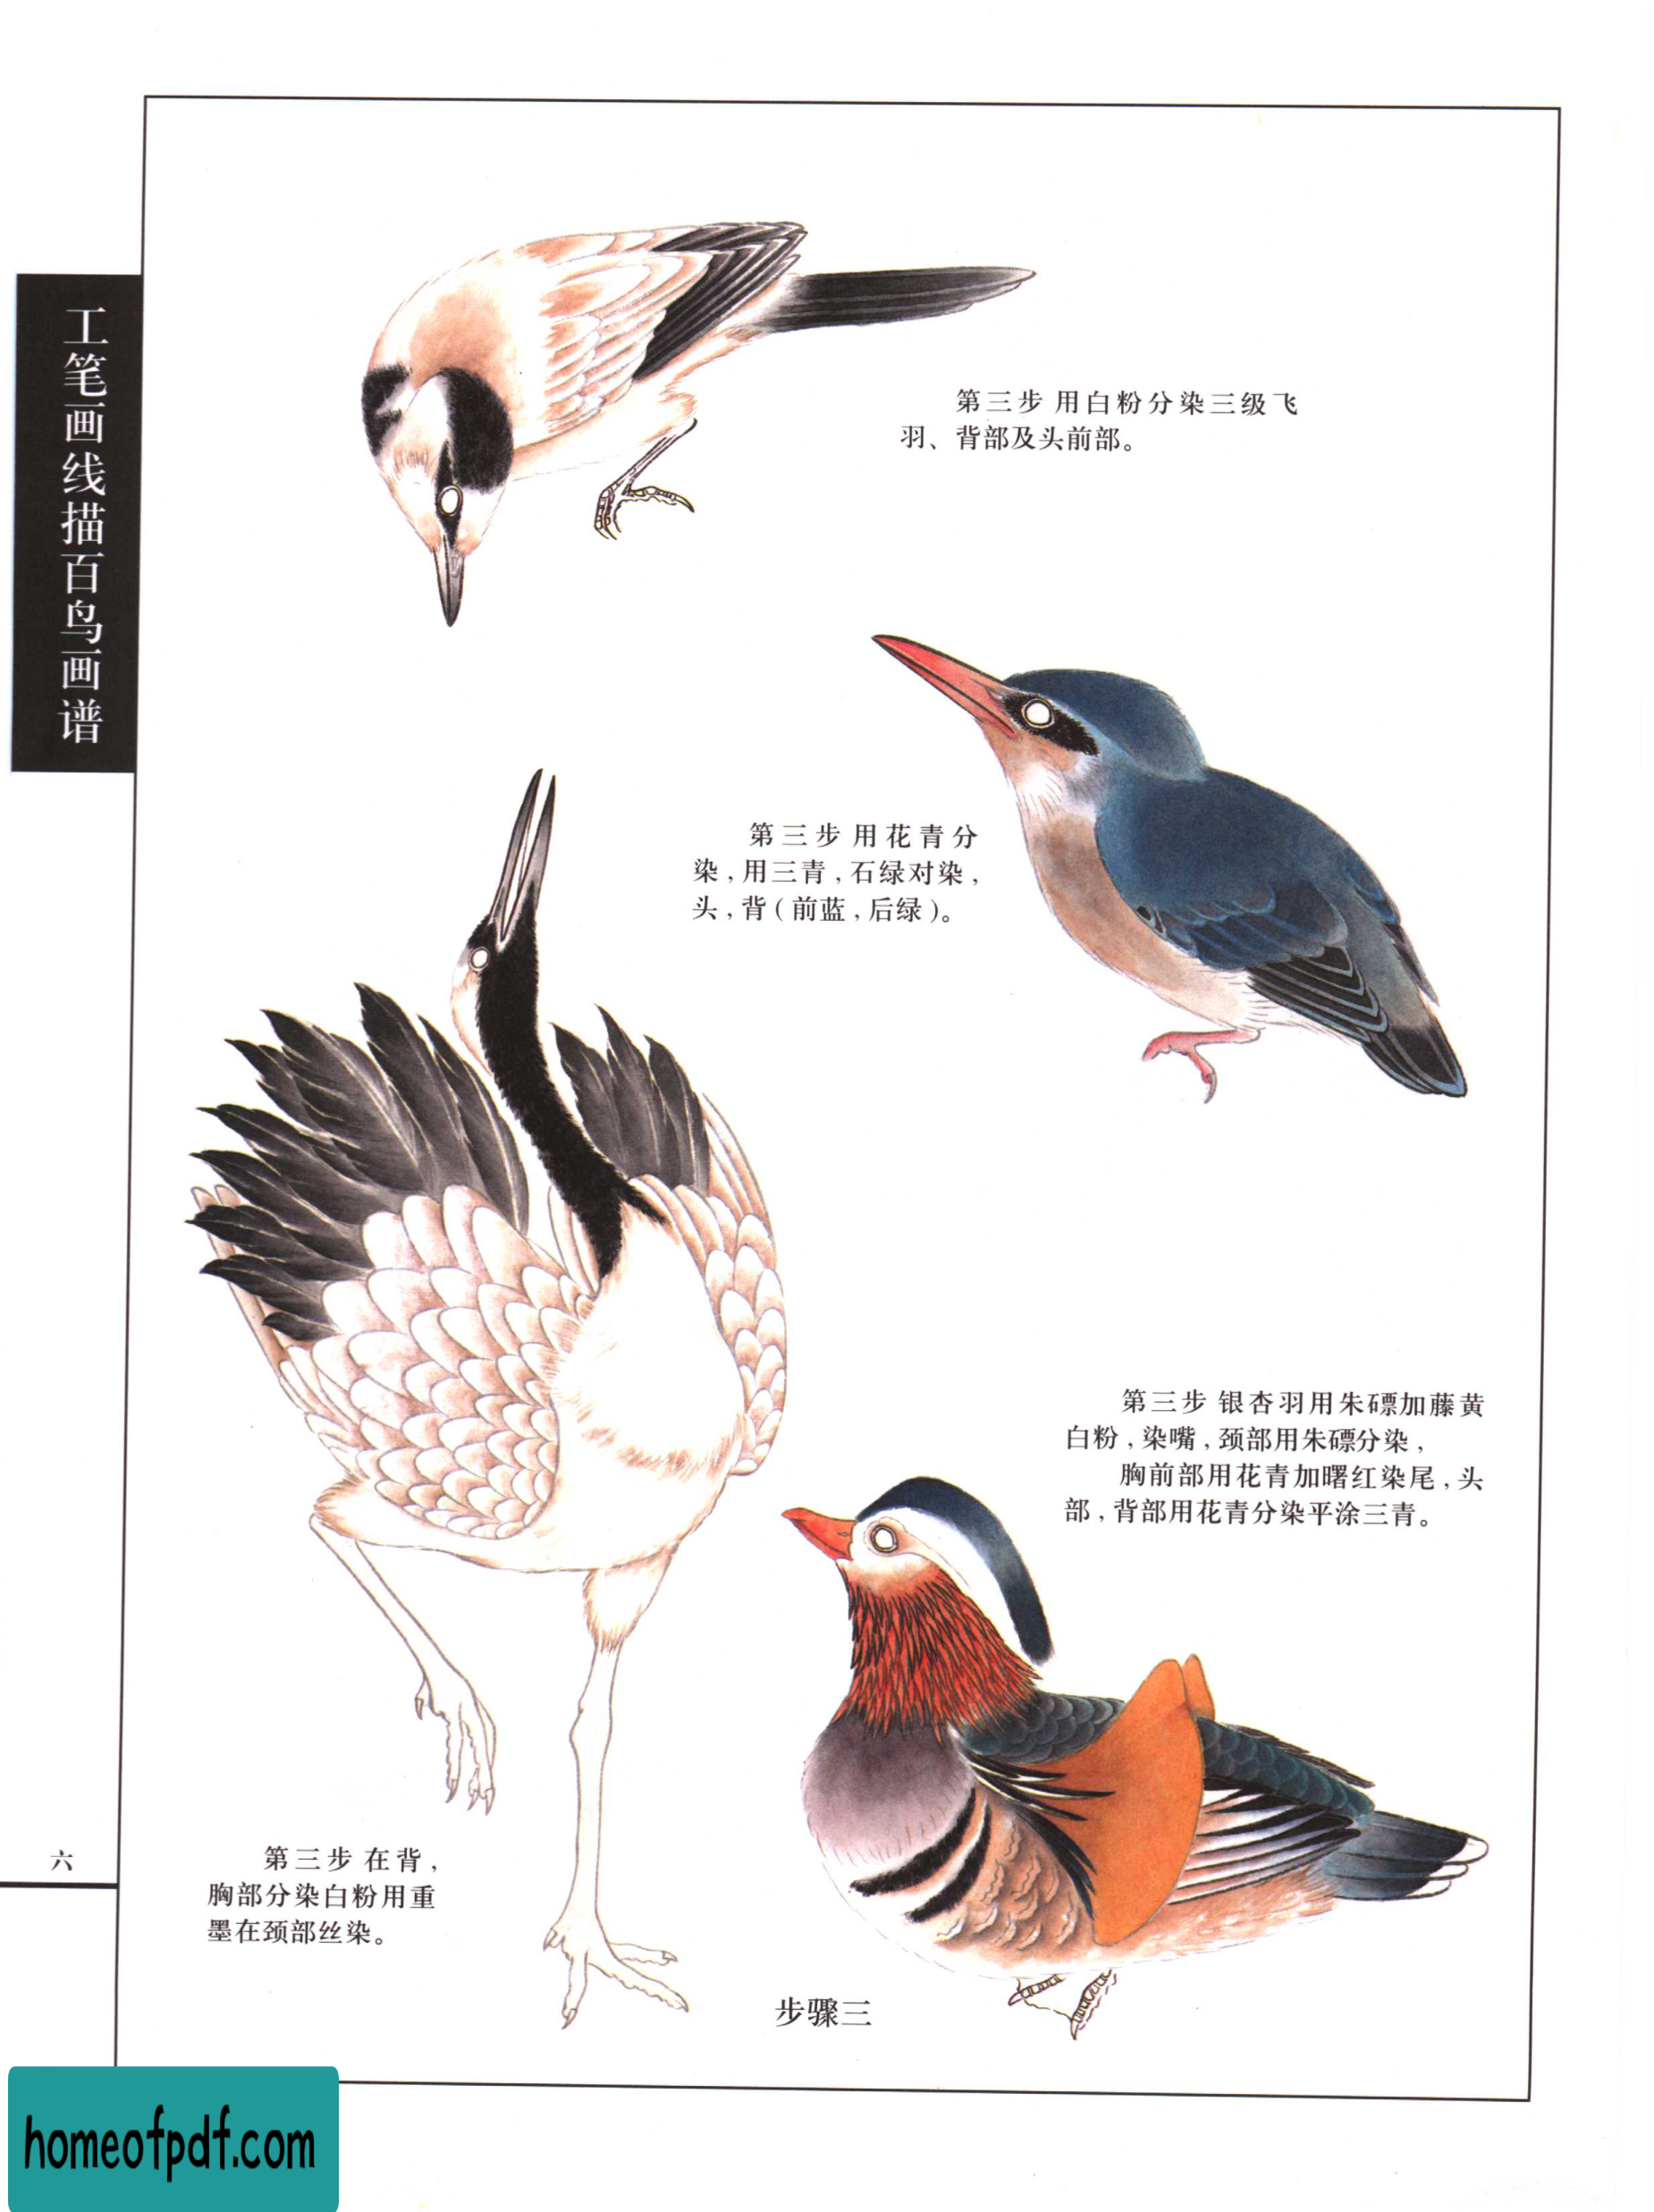 工笔画线描百鸟画谱
第三步 用白粉分染三级飞
羽、背部及头前部。
第三步 用花青分
染，用三青，石绿对染，
头，背（前蓝，后绿）。
第三步 银杏羽用朱磦加藤黄
白粉，染嘴，颈部用朱磦分染，
胸前部用花青加曙红染尾，头
部，背部用花青分染平涂三青。
第三步 在背，
胸部分染白粉用重
墨在颈部丝染。
步骤三
六
homeofpdf.com